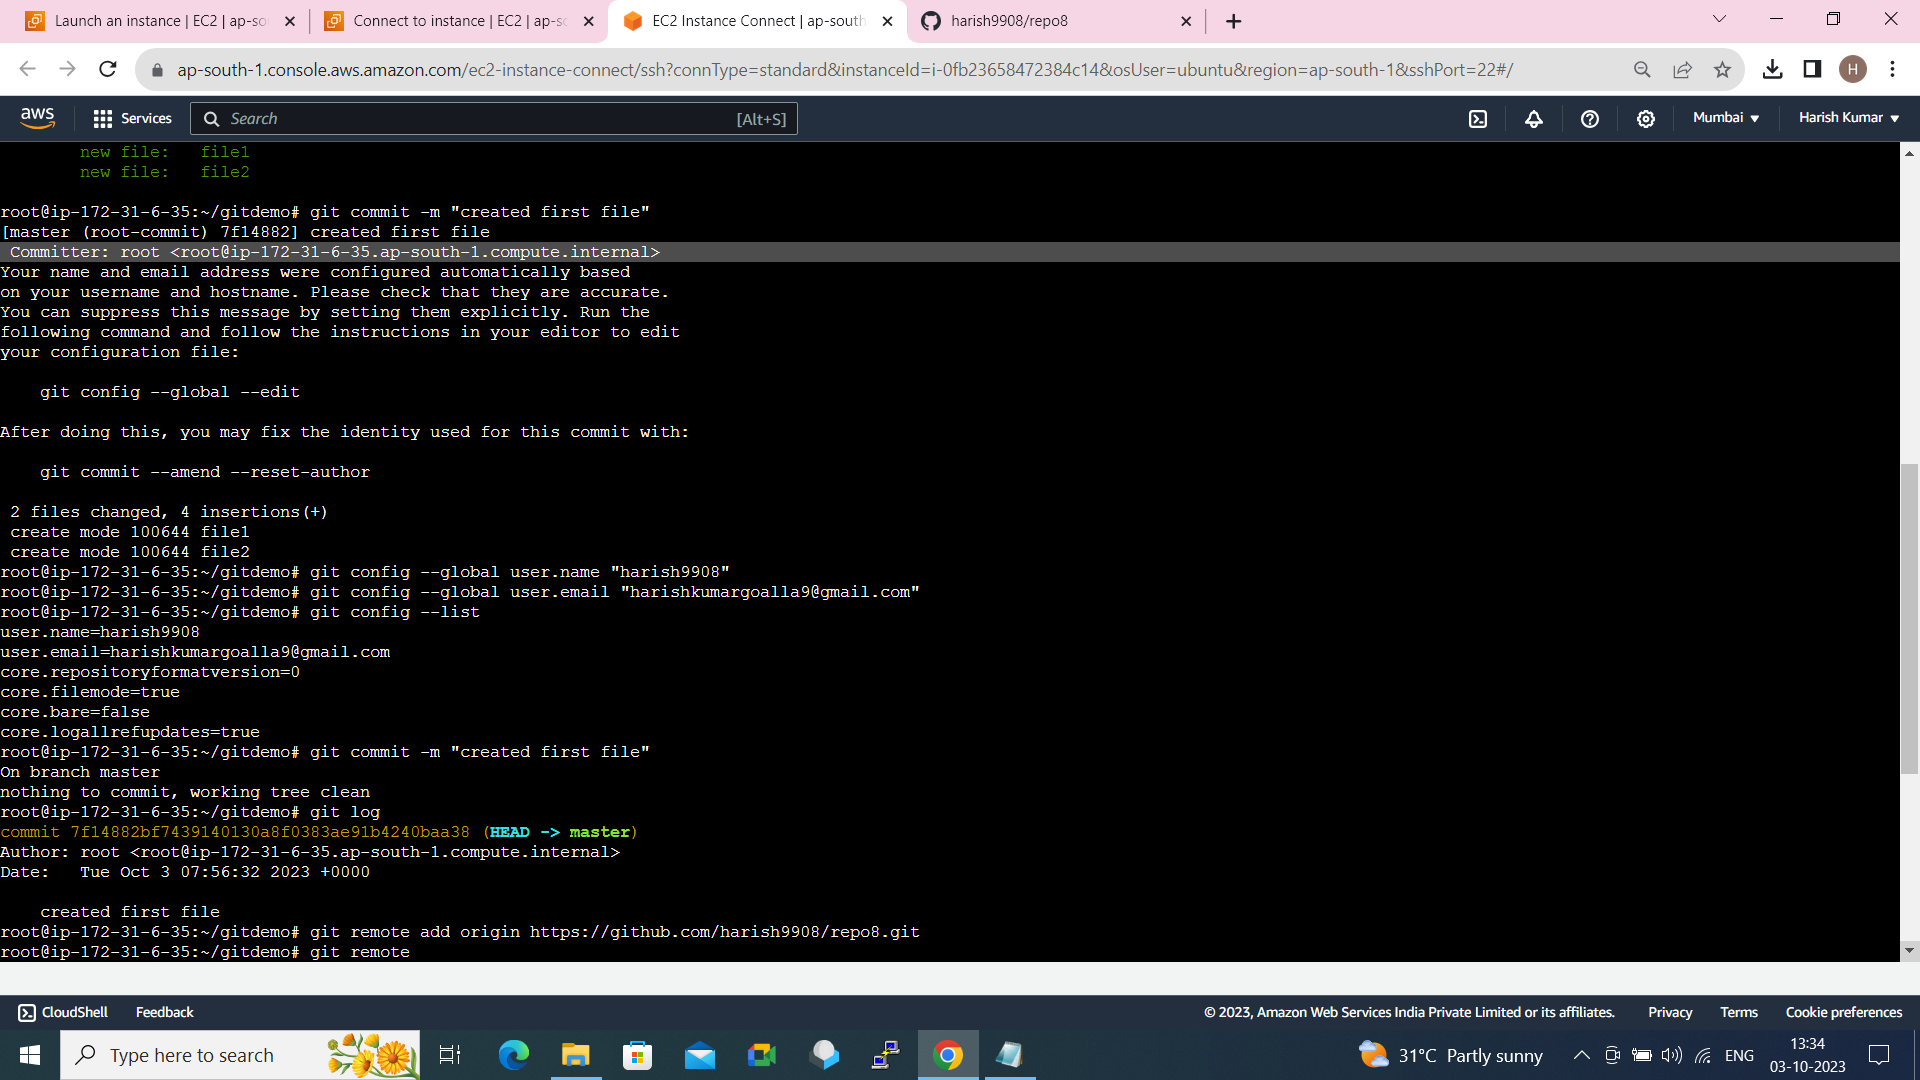 Launch an instance | EC2 | ap-so
Connect to instance | EC2 | ap-so
EC2 Instance Connect | ap-south
harish9908/repo8
ap-south-1.console.aws.amazon.com/ec2-instance-connect/ssh?connType=standard&instanceId=i-0fb23658472384c14&osUser=ubuntu&region=ap-south-1&sshPort=22#/
H
aws
Services
Search
[Alt+S]
Mumbai
Harish Kumar
new file:   file1
new file:   file2
root@ip-172-31-6-35:~/gitdemo# git commit -m "created first file"
[master (root-commit) 7f14882] created first file
Committer: root <root@ip-172-31-6-35.ap-south-1.compute.internal>
Your name and email address were configured automatically based
on your username and hostname. Please check that they are accurate.
You can suppress this message by setting them explicitly. Run the
following command and follow the instructions in your editor to edit
your configuration file:
git config --global --edit
After doing this, you may fix the identity used for this commit with:
git commit --amend --reset-author
2 files changed, 4 insertions(+)
create mode 100644 file1
create mode 100644 file2
root@ip-172-31-6-35:~/gitdemo# git config --global user.name "harish9908"
root@ip-172-31-6-35:~/gitdemo# git config --global user.email "harishkumargoalla9@gmail.com"
root@ip-172-31-6-35:~/gitdemo# git config --list
user.name=harish9908
user.email=harishkumargoalla9@gmail.com
core.repositoryformatversion=0
core.filemode=true
core.bare=false
core.logallrefupdates=true
root@ip-172-31-6-35:~/gitdemo# git commit -m "created first file"
On branch master
nothing to commit, working tree clean
root@ip-172-31-6-35:~/gitdemo# git log
commit 7f14882bf7439140130a8f0383ae91b4240baa38 (HEAD -> master)
Author: root <root@ip-172-31-6-35.ap-south-1.compute.internal>
Date:   Tue Oct 3 07:56:32 2023 +0000
created first file
root@ip-172-31-6-35:~/gitdemo# git remote add origin https://github.com/harish9908/repo8.git
root@ip-172-31-6-35:~/gitdemo# git remote
CloudShell
Feedback
© 2023, Amazon Web Services India Private Limited or its affiliates.
Privacy
Terms
Cookie preferences
Type here to search
31°C Partly sunny
ENG
13:34
03-10-2023